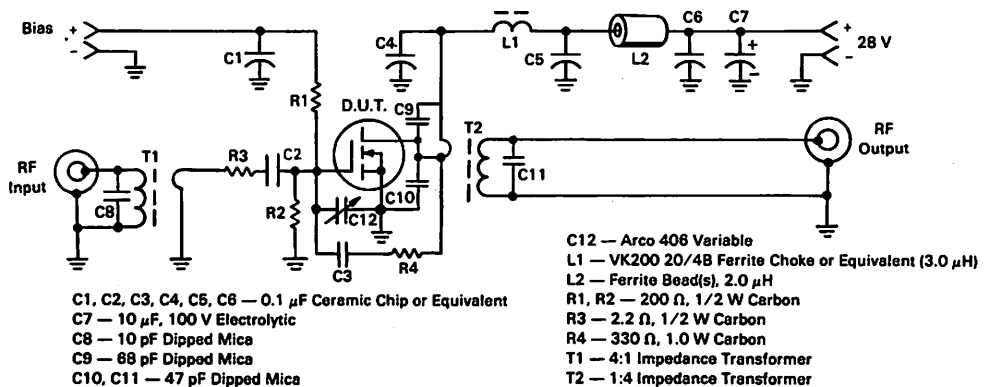 Bias + -
C1
R1
D.U.T.
C4
C9
L1
C5
L2
C6
C7
+
-
+
-
28 V
RF
Input
C8
T1
R3
C2
R2
C12
C10
C3
R4
T2
C11
RF
Output
C1, C2, C3, C4, C5, C6 — 0.1 μF Ceramic Chip or Equivalent
C7 — 10 μF, 100 V Electrolytic
C8 — 10 pF Dipped Mica
C9 — 68 pF Dipped Mica
C10, C11 — 47 pF Dipped Mica
C12 — Arco 406 Variable
L1 — VK200 20/4B Ferrite Choke or Equivalent (3.0 μH)
L2 — Ferrite Bead(s), 2.0 μH
R1, R2 — 200 Ω, 1/2 W Carbon
R3 — 2.2 Ω, 1/2 W Carbon
R4 — 330 Ω, 1.0 W Carbon
T1 — 4:1 Impedance Transformer
T2 — 1:4 Impedance Transformer